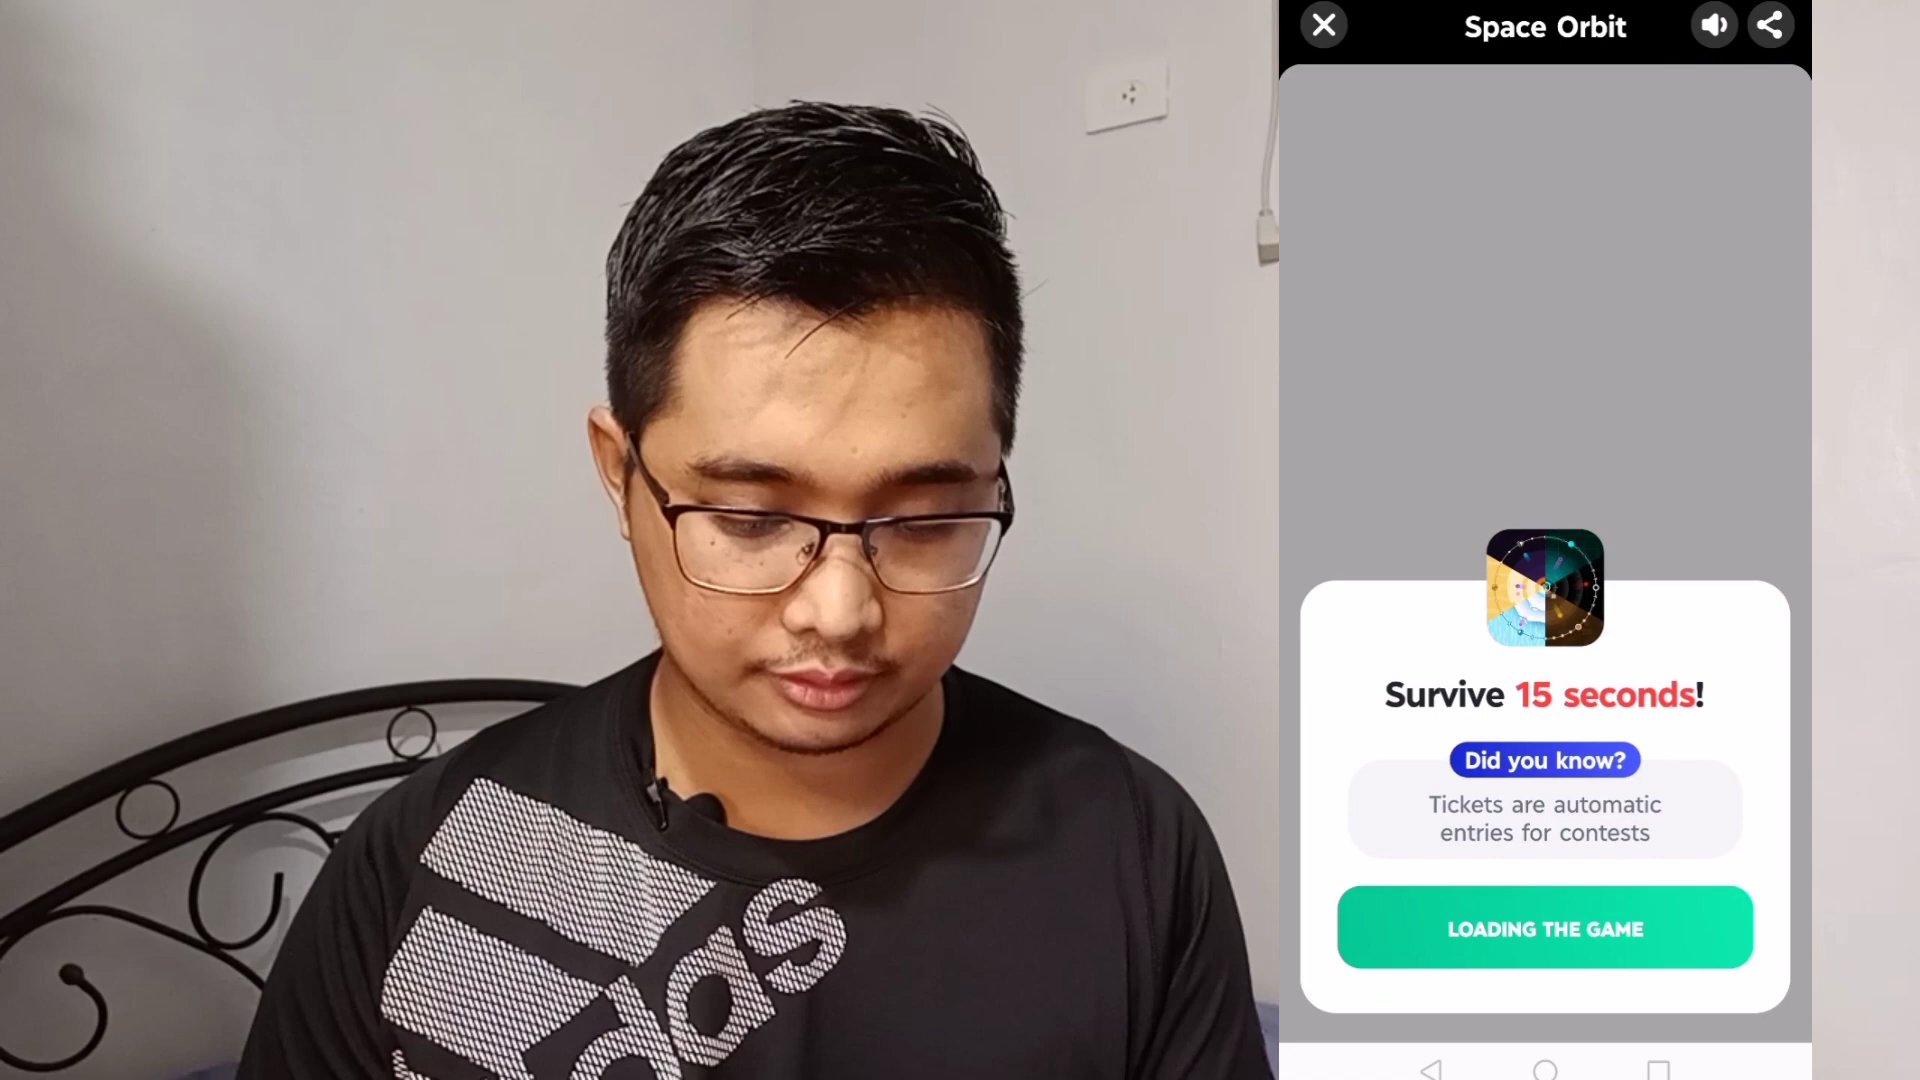 Space Orbit
Survive 15 seconds!
Did you know?
Tickets are automatic
entries for contests
LOADING THE GAME
das